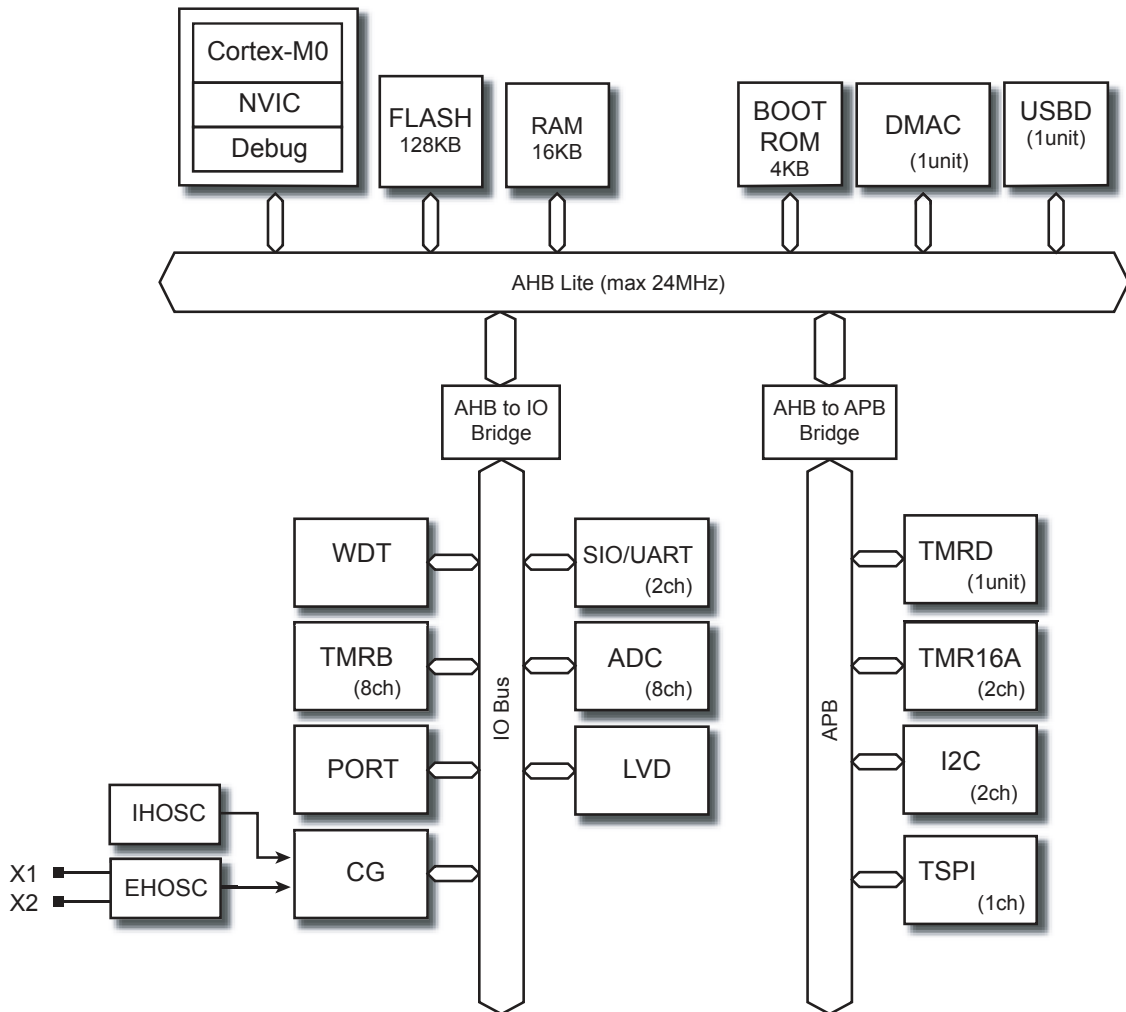 Cortex-M0
NVIC
Debug
FLASH
128KB
RAM
16KB
BOOT
ROM
4KB
DMAC
(1unit)
USBD
(1unit)
AHB Lite (max 24MHz)
AHB to IO
Bridge
AHB to APB
Bridge
WDT
SIO/UART
(2ch)
TMRB
(8ch)
ADC
(8ch)
PORT
LVD
IO Bus
CG
IHOSC
X1
X2
EHOSC
TMRD
(1unit)
TMR16A
(2ch)
APB
I2C
(2ch)
TSPI
(1ch)